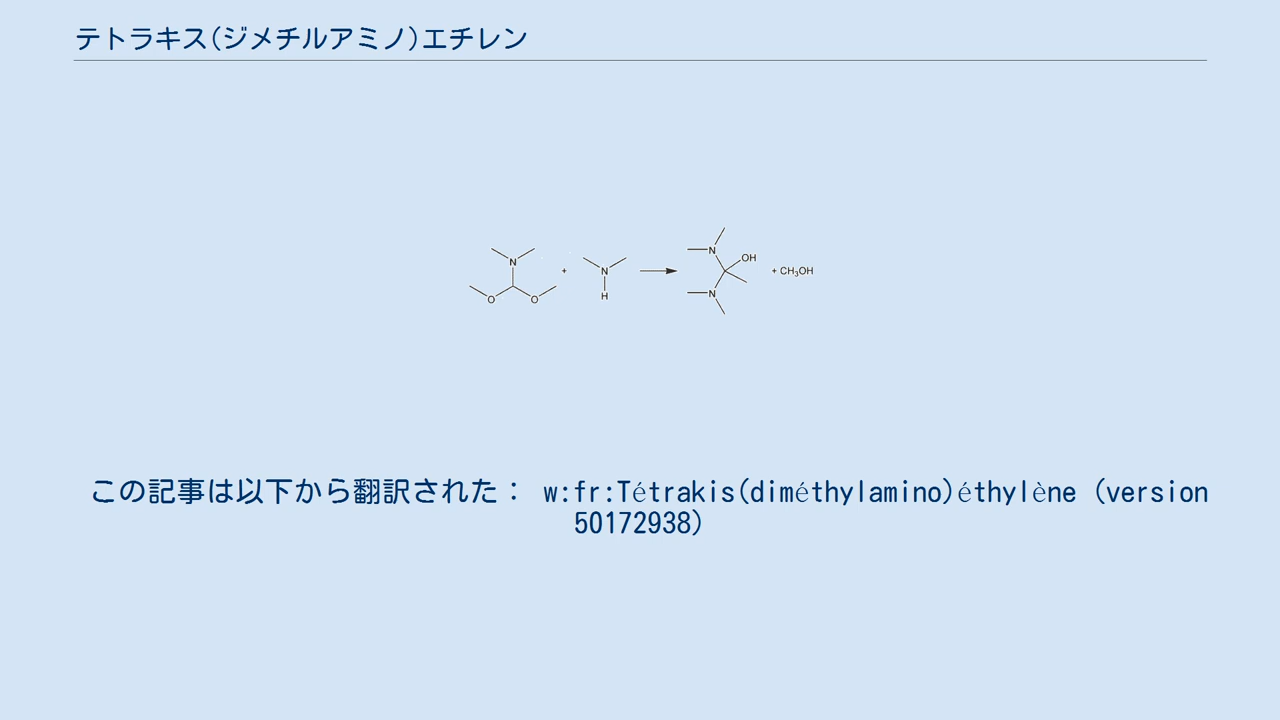 テトラキス(ジメチルアミノ)エチレン
N
O
O
+
N
H
N
OH
N
+ CH₃OH
この記事は以下から翻訳された： w:fr:Tétrakis(diméthylamino)éthylène (version
50172938)